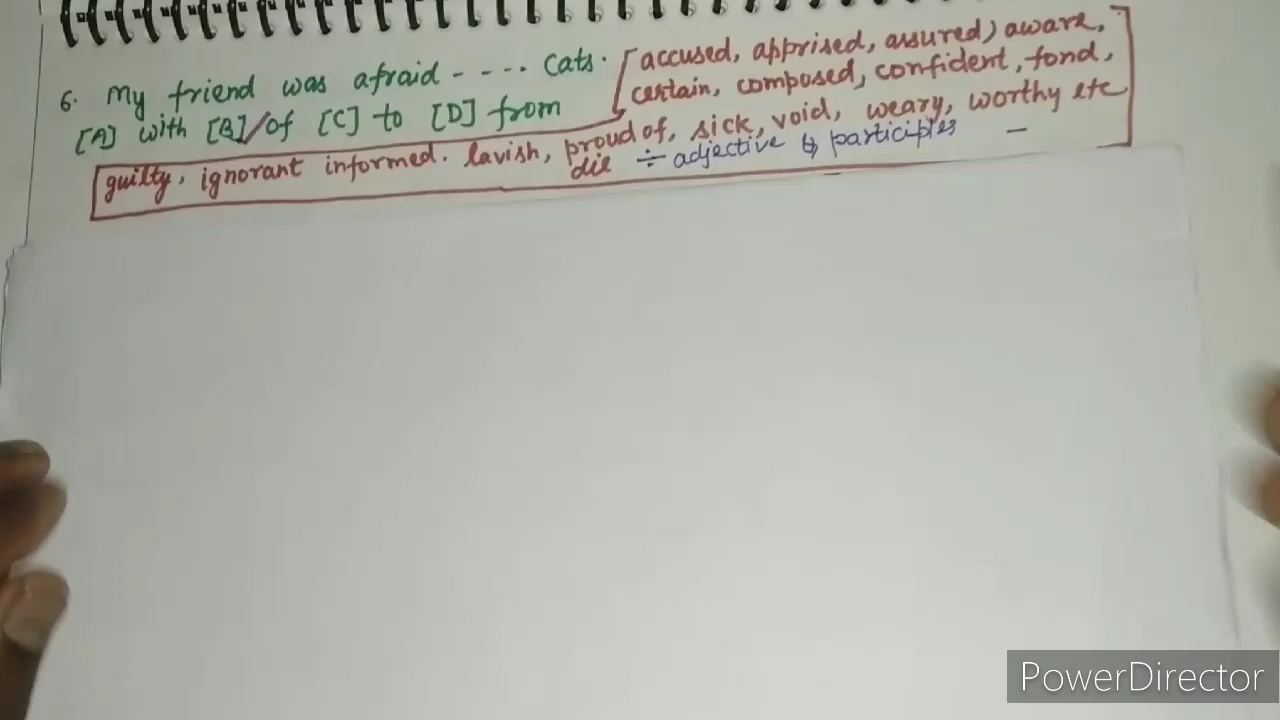 6. My friend was afraid - - - - Cats.
[A] with [B] of [C] to [D] from
[accused, apprised, assured) aware,
certain, composed, confident, fond,
guilty, ignorant informed. lavish, proud of, sick, void, weary, worthy etc
die ÷ adjective & participles —
PowerDirector